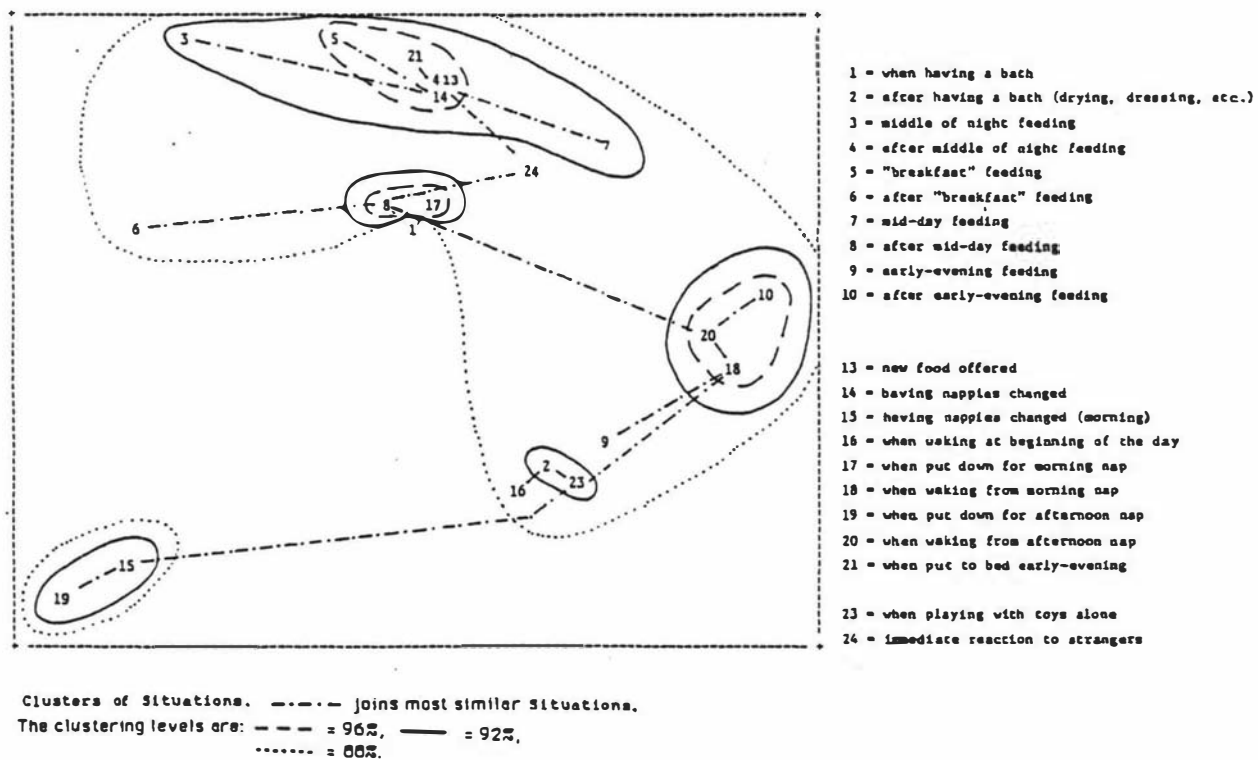 3
5
21
4 13
14
7
24
8
17
6
1
10
20
18
9
2
23
16
15
19
1 = when having a bath
2 = after having a bath (drying, dressing, etc.)
3 = middle of night feeding
4 = after middle of night feeding
5 = "breakfast" feeding
6 = after "breakfast" feeding
7 = mid-day feeding
8 = after mid-day feeding
9 = early-evening feeding
10 = after early-evening feeding
13 = new food offered
14 = having nappies changed
15 = having nappies changed (morning)
16 = when waking at beginning of the day
17 = when put down for morning nap
18 = when waking from morning nap
19 = when put down for afternoon nap
20 = when waking from afternoon nap
21 = when put to bed early-evening
23 = when playing with toys alone
24 = immediate reaction to strangers
Clusters of Situations. joins most similar Situations.
The clustering levels are: = 96%, = 92%,
= 88%.